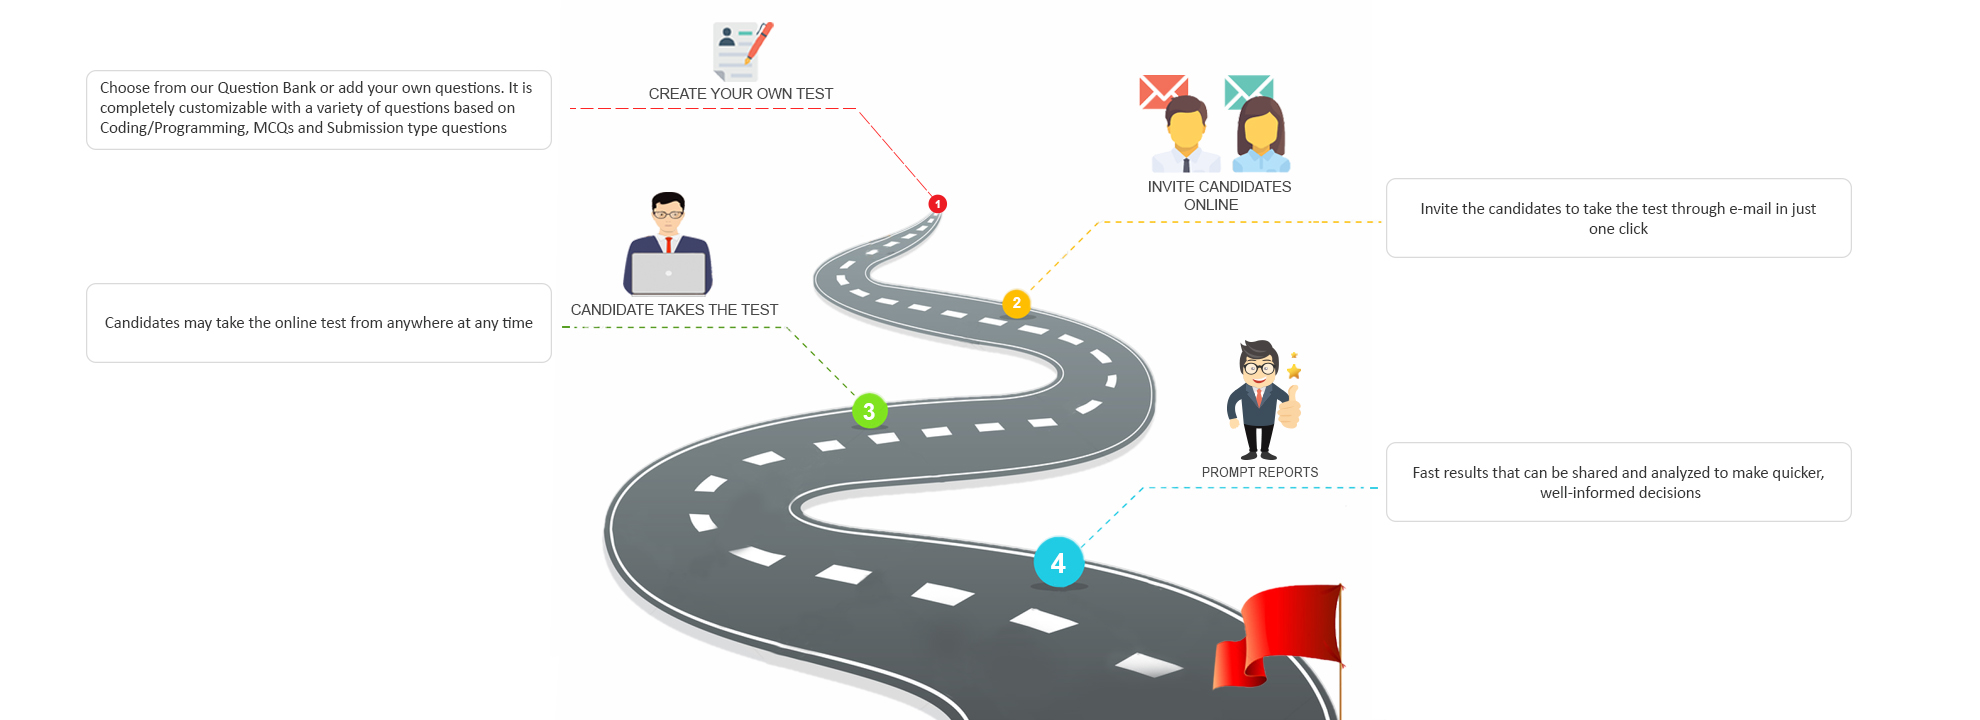 CREATE YOUR OWN TEST
Choose from our Question Bank or add your own questions. It is
completely customizable with a variety of questions based on
Coding/Programming, MCQs and Submission type questions
1
INVITE CANDIDATES
ONLINE
Invite the candidates to take the test through e-mail in just
one click
2
CANDIDATE TAKES THE TEST
Candidates may take the online test from anywhere at any time
3
PROMPT REPORTS
Fast results that can be shared and analyzed to make quicker,
well-informed decisions
4